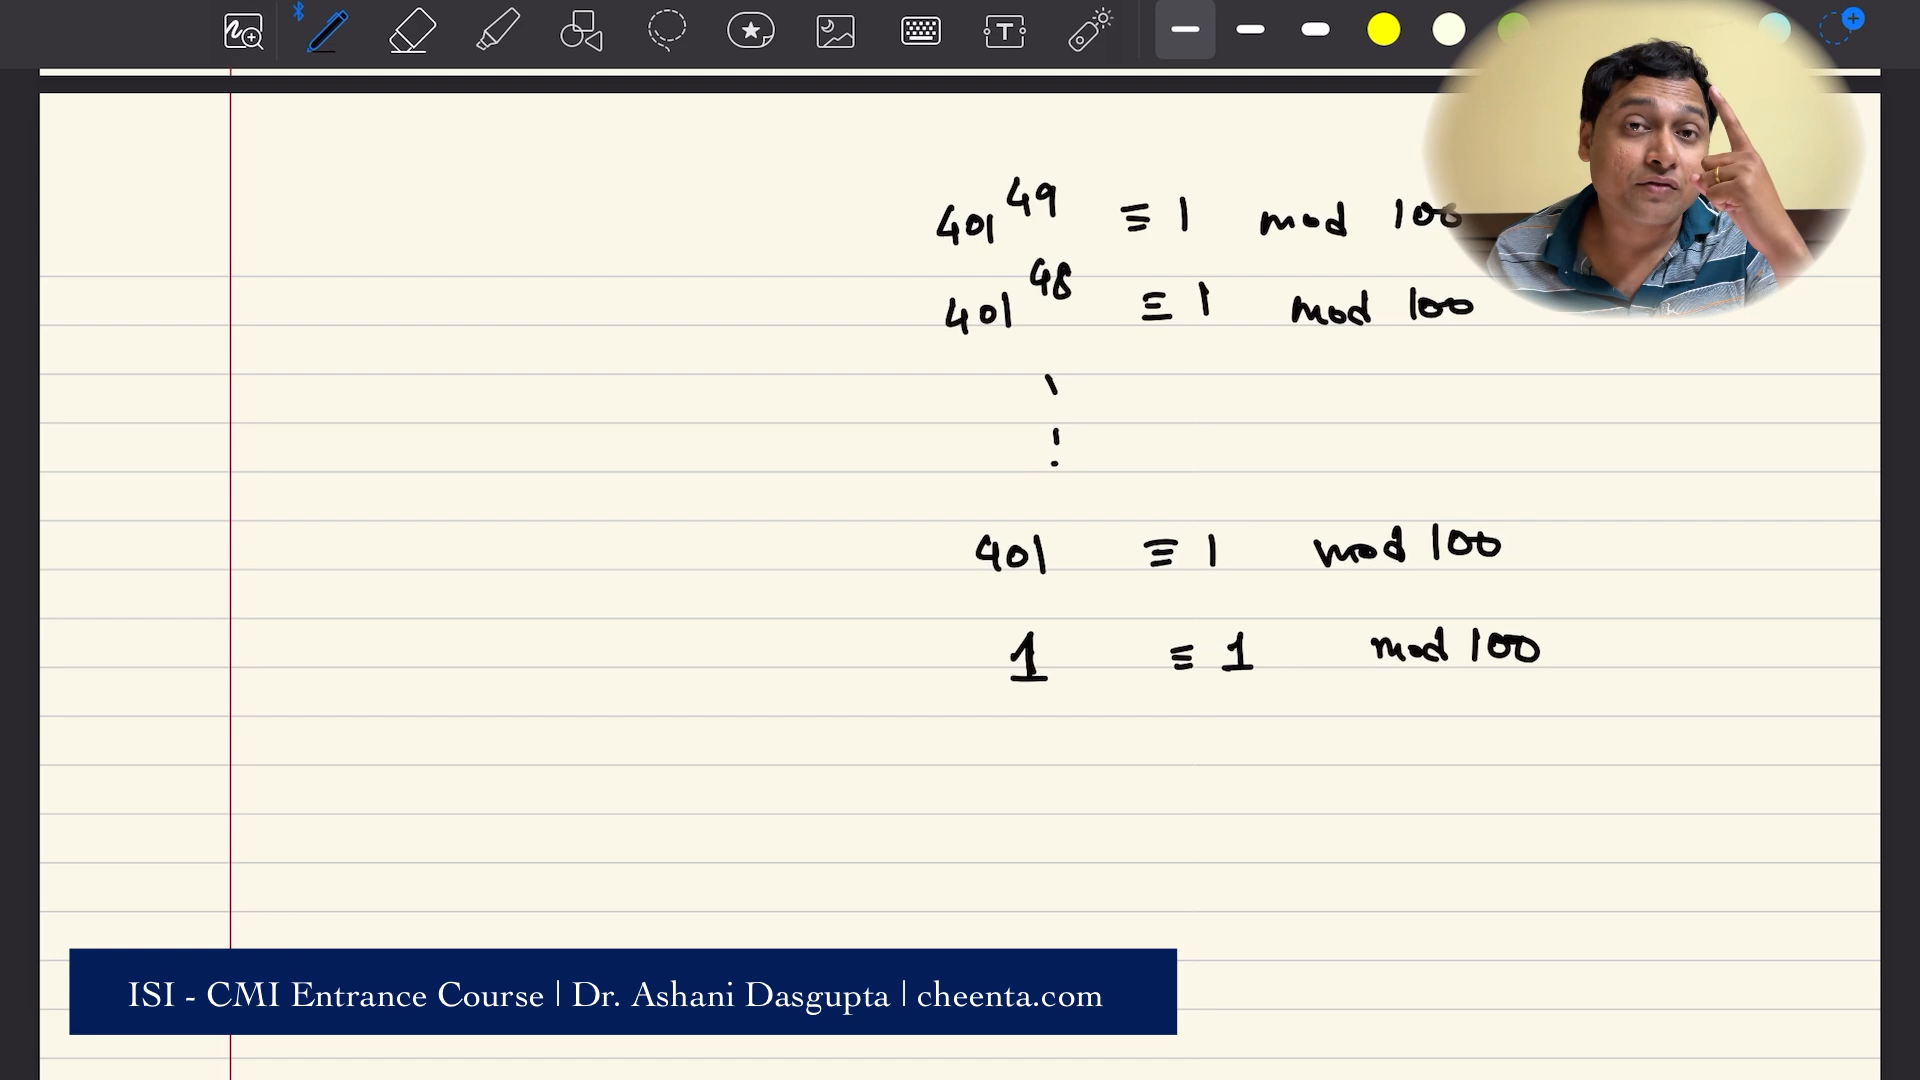 T
401^49 ≡ 1 mod 100
401^48 ≡ 1 mod 100
401 ≡ 1 mod 100
1 ≡ 1 mod 100
ISI - CMI Entrance Course | Dr. Ashani Dasgupta | cheenta.com